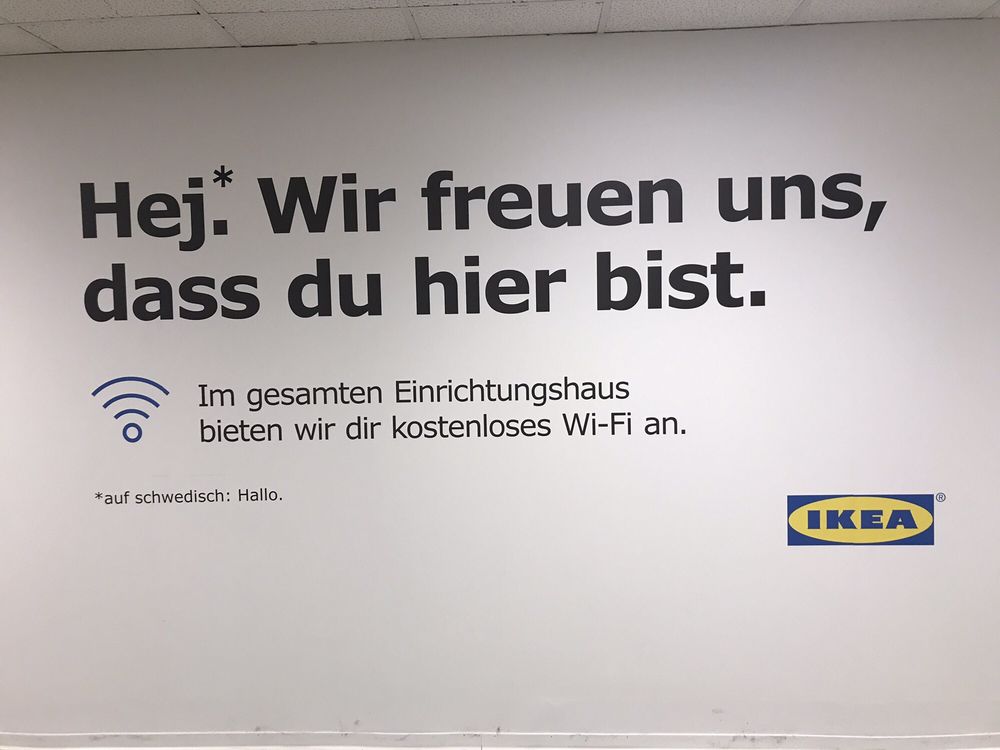 Hej.* Wir freuen uns,
dass du hier bist.
Im gesamten Einrichtungshaus
bieten wir dir kostenloses Wi-Fi an.
*auf schwedisch: Hallo.
IKEA®